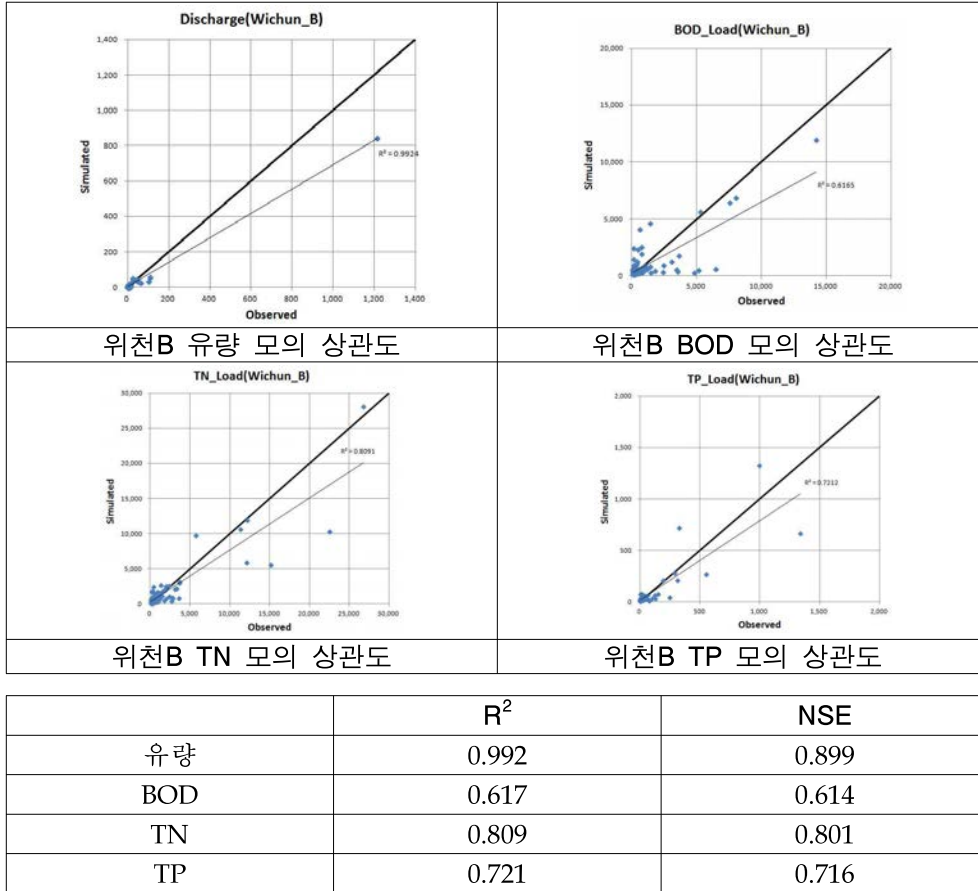 Discharge(Wichun_B)
1,400
1,200
1,000
800
600
400
200
0
Simulated
R² = 0.9924
0 200 400 600 800 1,000 1,200 1,400
Observed
BOD_Load(Wichun_B)
20,000
15,000
10,000
5,000
0
Simulated
R² = 0.6165
0 5,000 10,000 15,000 20,000
Observed
위천B 유량 모의 상관도
위천B BOD 모의 상관도
TN_Load(Wichun_B)
30,000
25,000
20,000
15,000
10,000
5,000
0
Simulated
R² = 0.8091
0 5,000 10,000 15,000 20,000 25,000 30,000
Observed
TP_Load(Wichun_B)
2,000
1,500
1,000
500
0
Simulated
R² = 0.7212
0 500 1,000 1,500 2,000
Observed
위천B TN 모의 상관도
위천B TP 모의 상관도
R² NSE
유량 0.992 0.899
BOD 0.617 0.614
TN 0.809 0.801
TP 0.721 0.716